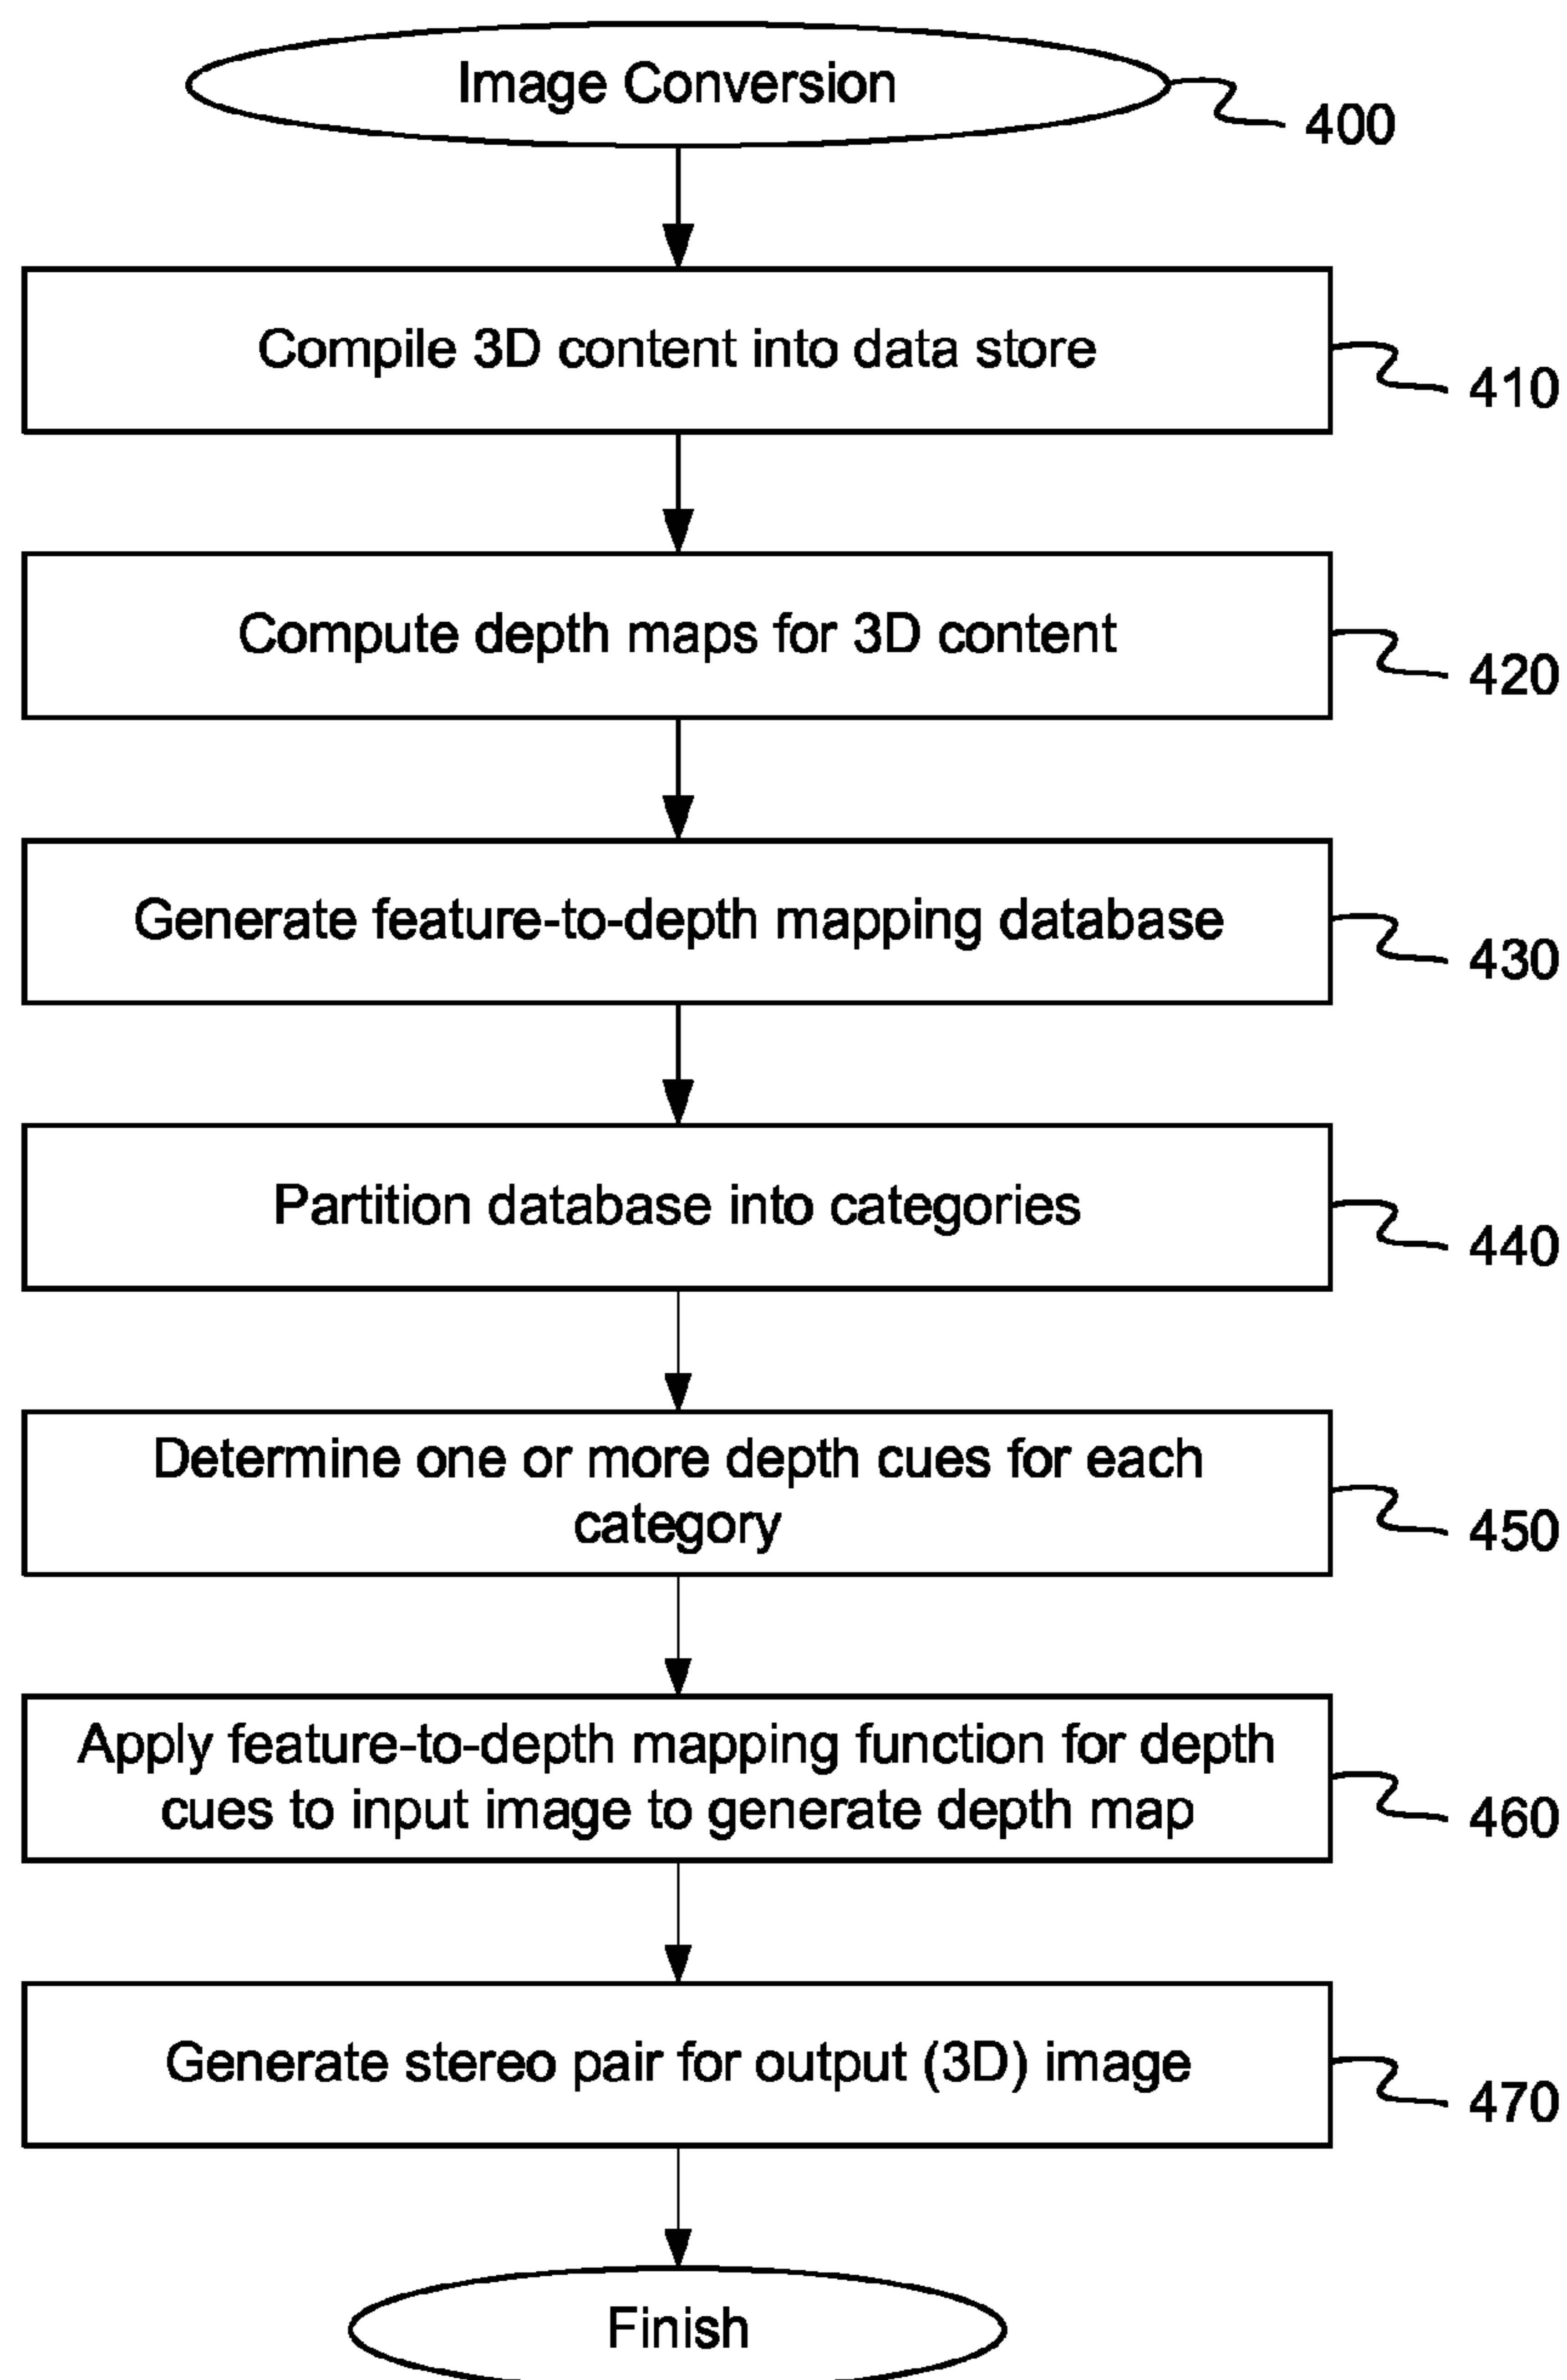 Image Conversion
400
Compile 3D content into data store
410
Compute depth maps for 3D content
420
Generate feature-to-depth mapping database
430
Partition database into categories
440
Determine one or more depth cues for each
category
450
Apply feature-to-depth mapping function for depth
cues to input image to generate depth map
460
Generate stereo pair for output (3D) image
470
Finish